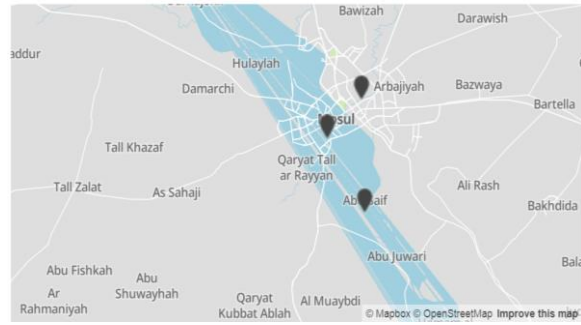 Bawizah
Darawish
addur
Hulaylah
Arbajiyah
Bazwaya
Damarchi
Bartella
Tall Khazaf
Qaryat Tall
ar Rayyan
Tall Zalat
As Sahaji
Ali Rash
Bakhdida
Abu Juwari
Bala
Abu Fishkah
Abu
Shuwayhah
Ar
Rahmaniyah
Qaryat
Kubbat Ablah
Al Muaybdi
© Mapbox © OpenStreetMap Improve this map